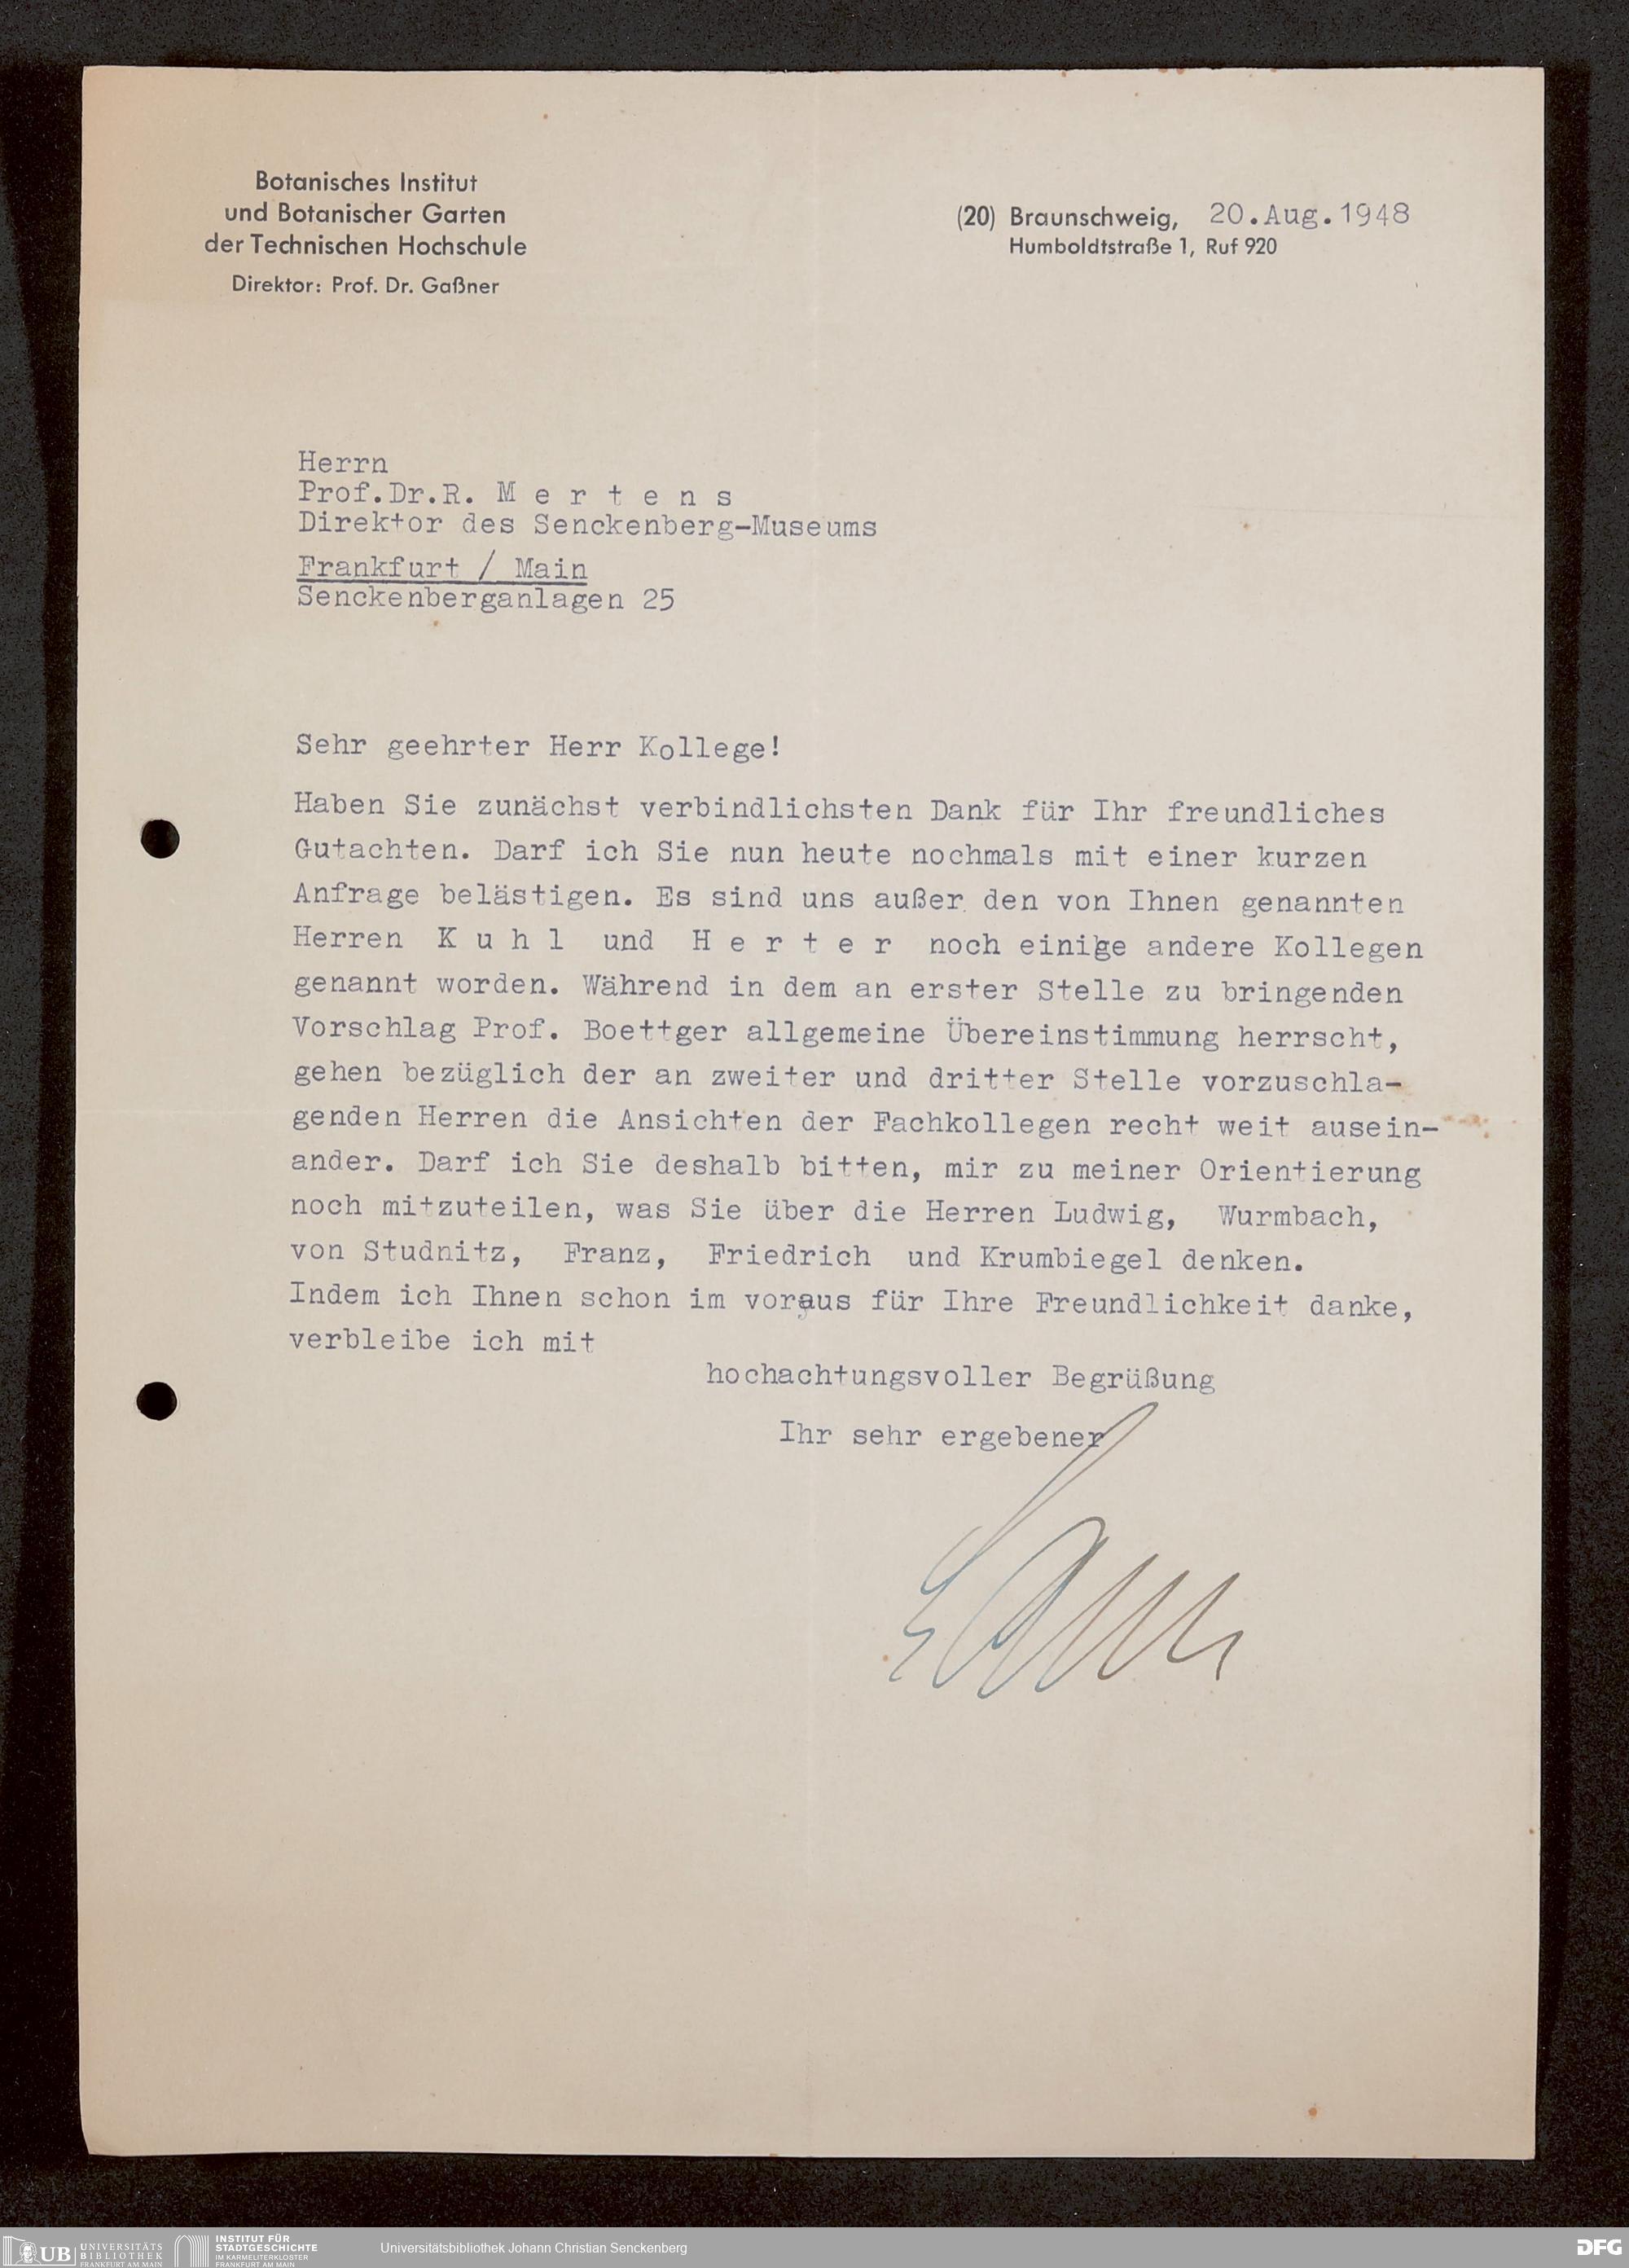 Botanisches Institut
und Botanischer Garten
der Technischen Hochschule
Direktor: Prof. Dr. Gaßner
(20) Braunschweig, 20.Aug.1948
Humboldtstraße 1, Ruf 920
Herrn
Prof.Dr.R. M e r t e n s
Direktor des Senckenberg-Museums
Frankfurt / Main
Senckenberganlagen 25
Sehr geehrter Herr Kollege!
Haben Sie zunächst verbindlichsten Dank für Ihr freundliches
Gutachten. Darf ich Sie nun heute nochmals mit einer kurzen
Anfrage belästigen. Es sind uns außer den von Ihnen genannten
Herren K u h l und H e r t e r noch einige andere Kollegen
genannt worden. Während in dem an erster Stelle zu bringenden
Vorschlag Prof. Boettger allgemeine Übereinstimmung herrscht,
gehen bezüglich der an zweiter und dritter Stelle vorzuschla-
genden Herren die Ansichten der Fachkollegen recht weit ausein-
ander. Darf ich Sie deshalb bitten, mir zu meiner Orientierung
noch mitzuteilen, was Sie über die Herren Ludwig, Wurmbach,
von Studnitz, Franz, Friedrich und Krumbiegel denken.
Indem ich Ihnen schon im voraus für Ihre Freundlichkeit danke,
verbleibe ich mit
hochachtungsvoller Begrüßung
Ihr sehr ergebener
UB UNIVERSITÄTS
BIBLIOTHEK
FRANKFURT AM MAIN
INSTITUT FÜR
STADTGESCHICHTE
IM KARMELITERKLOSTER
FRANKFURT AM MAIN
Universitätsbibliothek Johann Christian Senckenberg
DFG